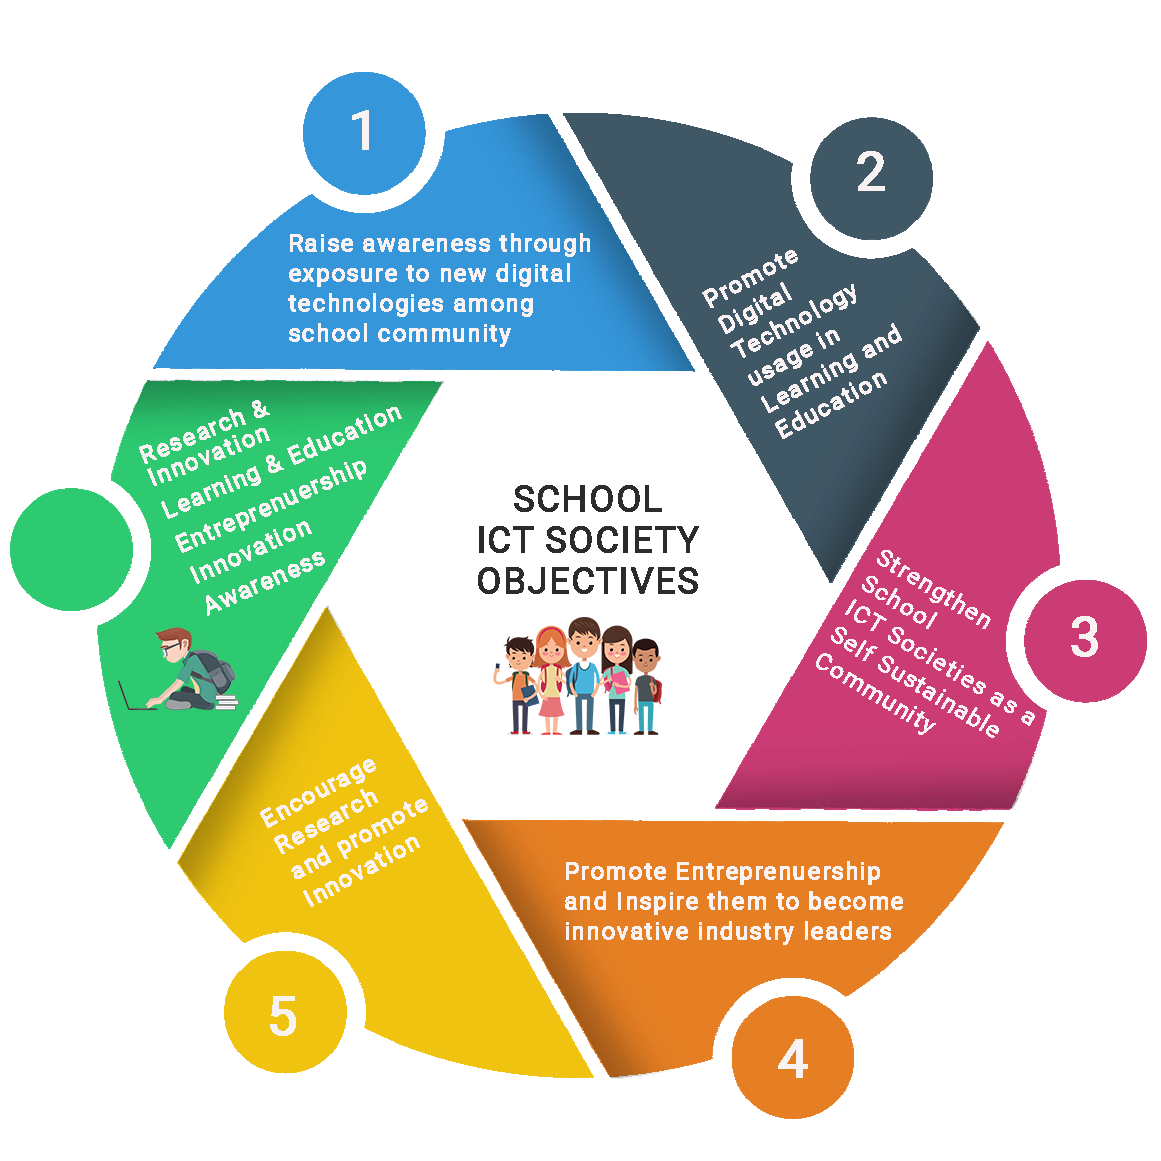 1
Raise awareness through
exposure to new digital
technologies among
school community
2
Promote
Digital
Technology
usage in
Learning and
Education
3
Strengthen
School
ICT Societies as a
Self Sustainable
Community
4
Promote Entreprenuership
and Inspire them to become
innovative industry leaders
5
Encourage
Research
and promote
Innovation
Research &
Innovation
Learning & Education
Entreprenuership
Innovation
Awareness
SCHOOL
ICT SOCIETY
OBJECTIVES